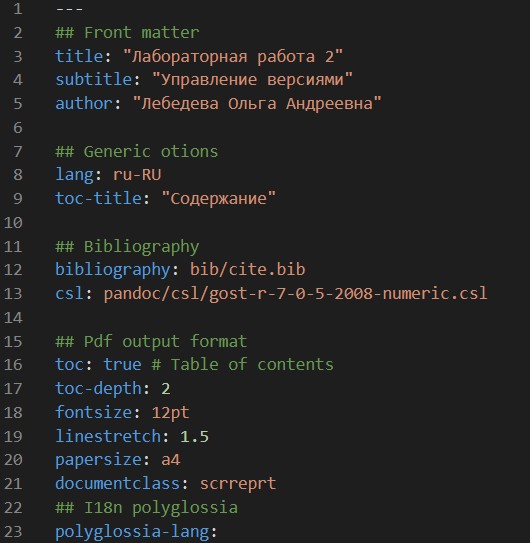 1 ---
2 ## Front matter
3 title: "Лабораторная работа 2"
4 subtitle: "Управление версиями"
5 author: "Лебедева Ольга Андреевна"
6
7 ## Generic otions
8 lang: ru-RU
9 toc-title: "Содержание"
10
11 ## Bibliography
12 bibliography: bib/cite.bib
13 csl: pandoc/csl/gost-r-7-0-5-2008-numeric.csl
14
15 ## Pdf output format
16 toc: true # Table of contents
17 toc-depth: 2
18 fontsize: 12pt
19 linestretch: 1.5
20 papersize: a4
21 documentclass: scrreprt
22 ## I18n polyglossia
23 polyglossia-lang: